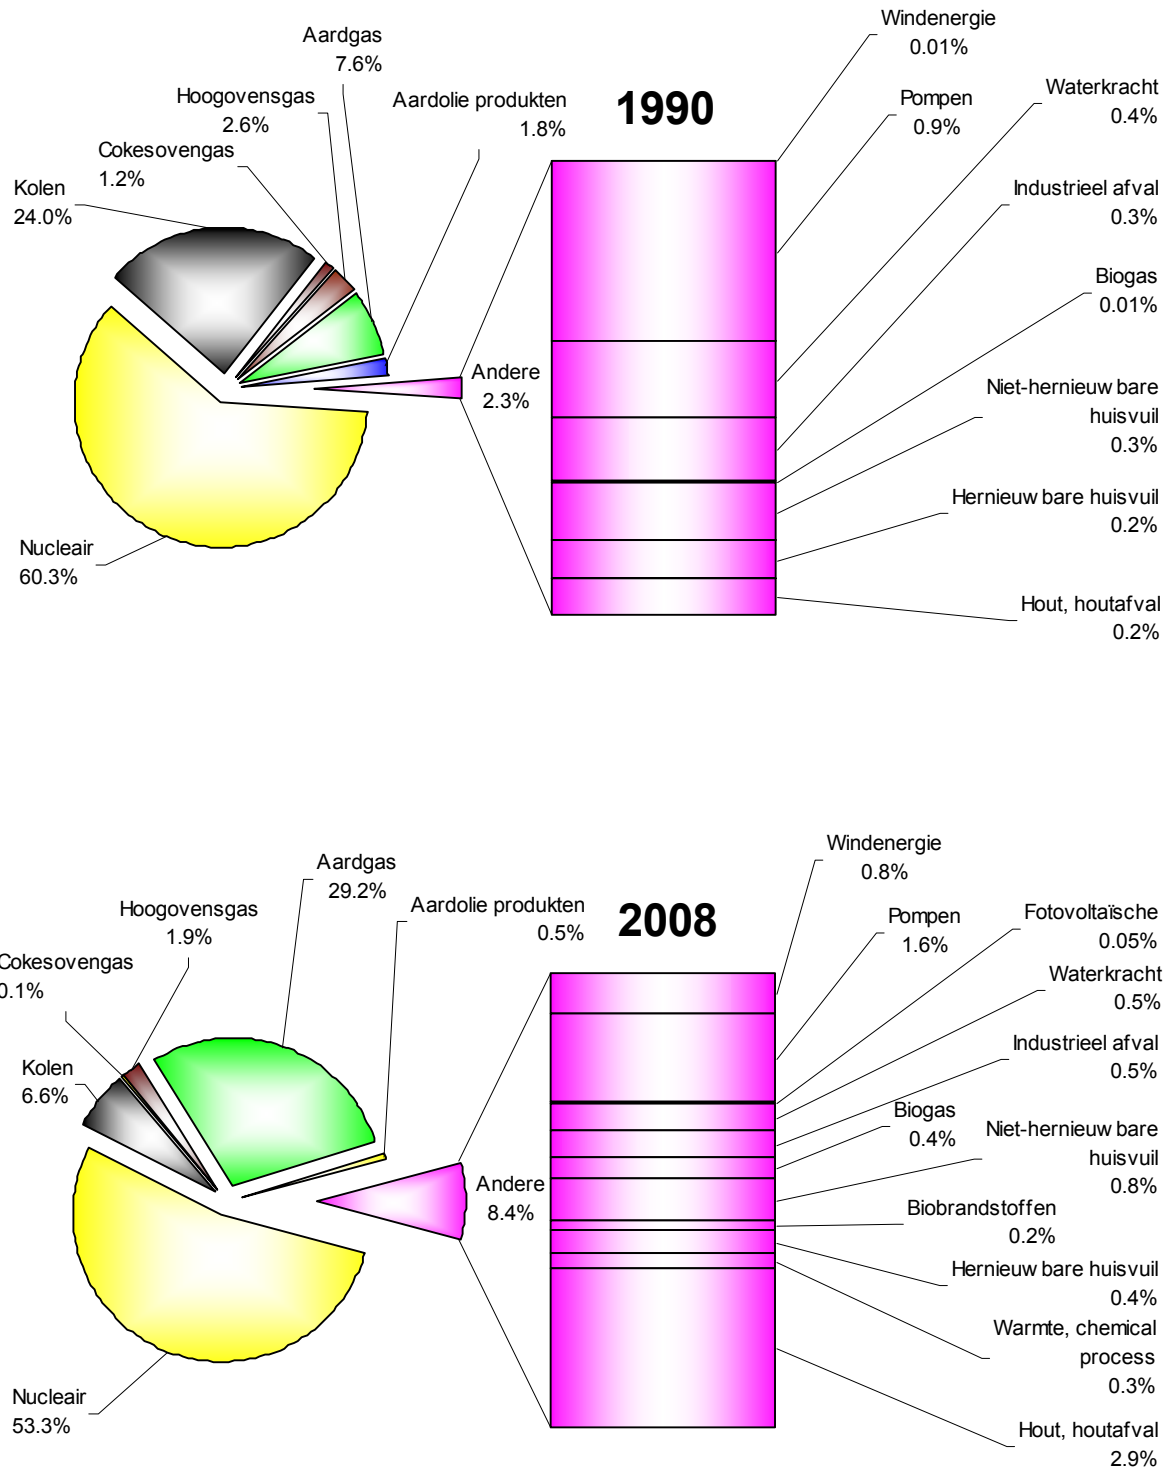 Windenergie
0.01%
Aardgas
7.6%
Waterkracht
0.4%
Hoogovensgas
2.6%
Aardolie produkten
1.8%
1990
Pompen
0.9%
Cokesovengas
1.2%
Kolen
24.0%
Industrieel afval
0.3%
Biogas
0.01%
Andere
2.3%
Niet-hernieuw bare
huisvuil
0.3%
Hernieuw bare huisvuil
0.2%
Nucleair
60.3%
Hout, houtafval
0.2%
Windenergie
0.8%
Aardgas
29.2%
Hoogovensgas
1.9%
Aardolie produkten
0.5%
2008
Pompen
1.6%
Fotovoltaïsche
0.05%
Cokesovengas
0.1%
Waterkracht
0.5%
Industrieel afval
0.5%
Kolen
6.6%
Biogas
0.4%
Niet-hernieuw bare
huisvuil
0.8%
Andere
8.4%
Biobrandstoffen
0.2%
Hernieuw bare huisvuil
0.4%
Warmte, chemical
process
0.3%
Nucleair
53.3%
Hout, houtafval
2.9%